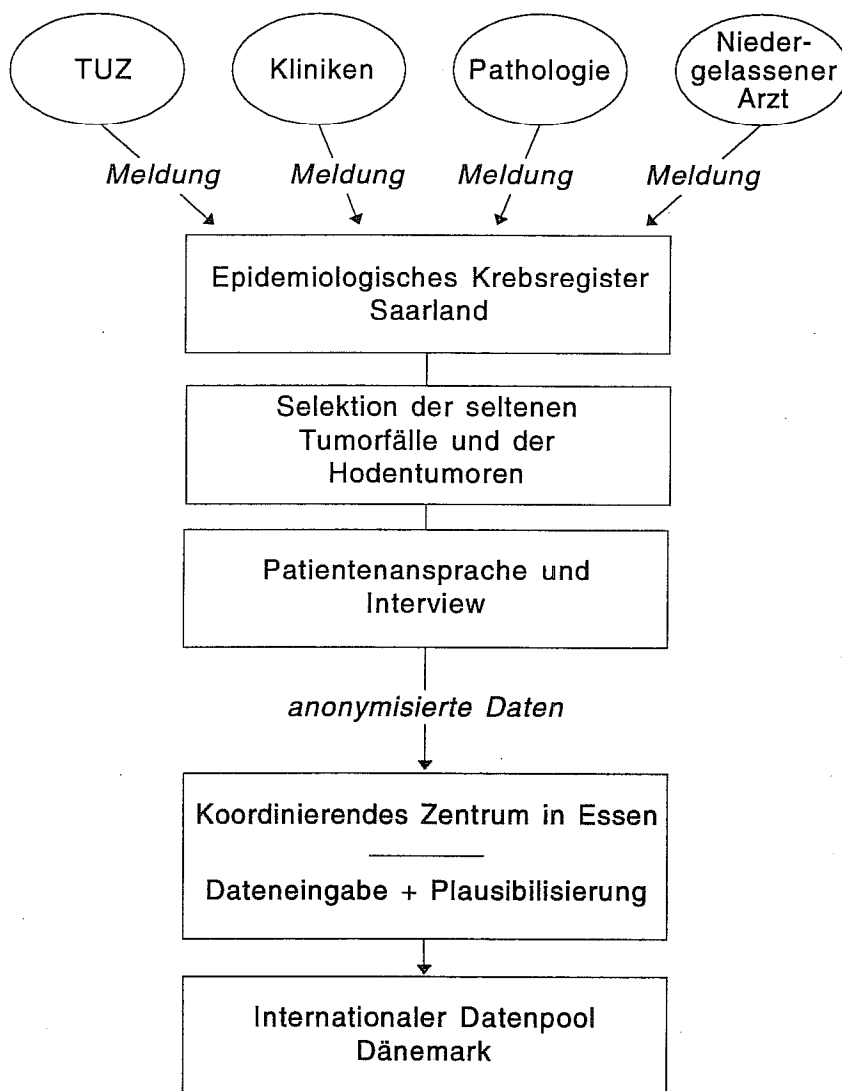 TUZ
Kliniken
Pathologie
Nieder-
gelassener
Arzt
Meldung
Meldung
Meldung
Meldung
Epidemiologisches Krebsregister
Saarland
Selektion der seltenen
Tumorfälle und der
Hodentumoren
Patientenansprache und
Interview
anonymisierte Daten
Koordinierendes Zentrum in Essen
Dateneingabe + Plausibilisierung
Internationaler Datenpool
Dänemark